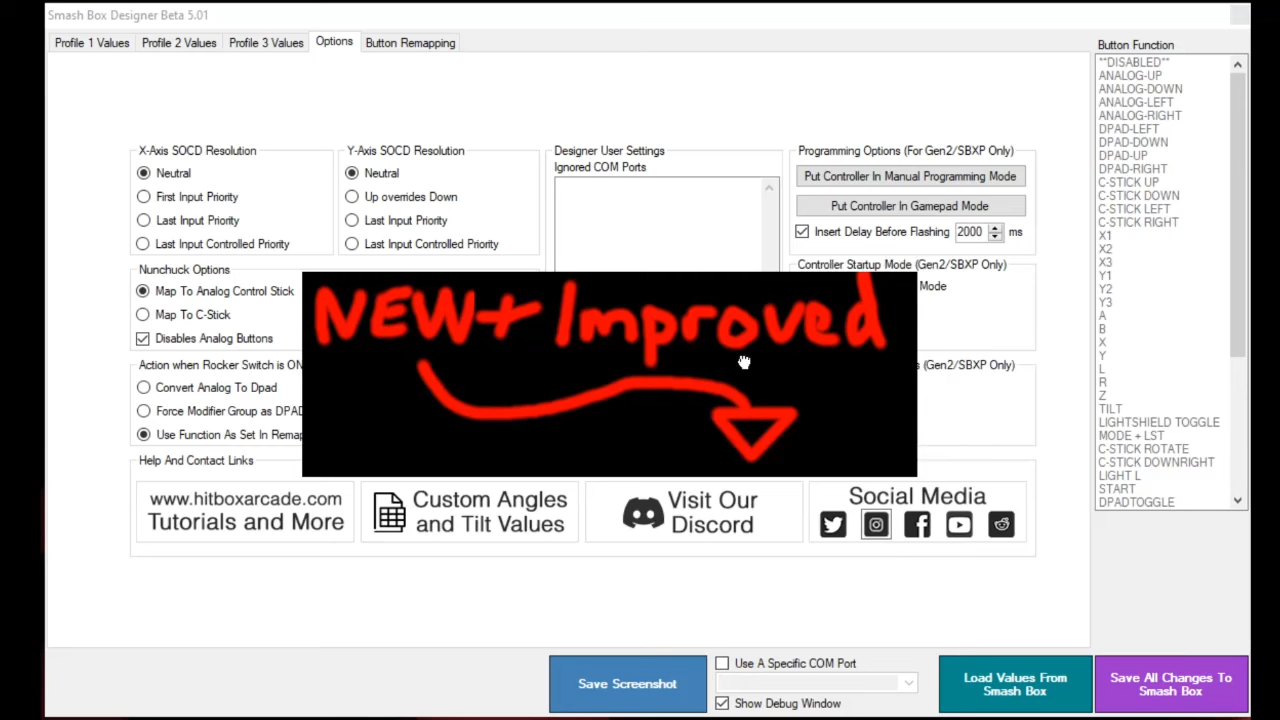 Smash Box Designer Beta 5.01
Profile 1 Values
Profile 2 Values
Profile 3 Values
Options
Button Remapping
X-Axis SOCD Resolution
Neutral
First Input Priority
Last Input Priority
Last Input Controlled Priority
Y-Axis SOCD Resolution
Neutral
Up overrides Down
Last Input Priority
Last Input Controlled Priority
Designer User Settings
Ignored COM Ports
Programming Options (For Gen2/SBXP Only)
Put Controller In Manual Programming Mode
Put Controller In Gamepad Mode
Insert Delay Before Flashing 2000 ms
Controller Startup Mode (Gen2/SBXP Only)
Mode
(Gen2/SBXP Only)
Nunchuck Options
Map To Analog Control Stick
Map To C-Stick
Disables Analog Buttons
Action when Rocker Switch is ON
Convert Analog To Dpad
Force Modifier Group as DPAD
Use Function As Set In Remap
NEW+ Improved
Help And Contact Links
www.hitboxarcade.com
Tutorials and More
Custom Angles
and Tilt Values
Visit Our
Discord
Social Media
Button Function
**DISABLED**
ANALOG-UP
ANALOG-DOWN
ANALOG-LEFT
ANALOG-RIGHT
DPAD-LEFT
DPAD-DOWN
DPAD-UP
DPAD-RIGHT
C-STICK UP
C-STICK DOWN
C-STICK LEFT
C-STICK RIGHT
X1
X2
X3
Y1
Y2
Y3
A
B
X
Y
L
R
Z
TILT
LIGHTSHIELD TOGGLE
MODE + LST
C-STICK ROTATE
C-STICK DOWNRIGHT
LIGHT L
START
DPADTOGGLE
Save Screenshot
Use A Specific COM Port
Show Debug Window
Load Values From
Smash Box
Save All Changes To
Smash Box